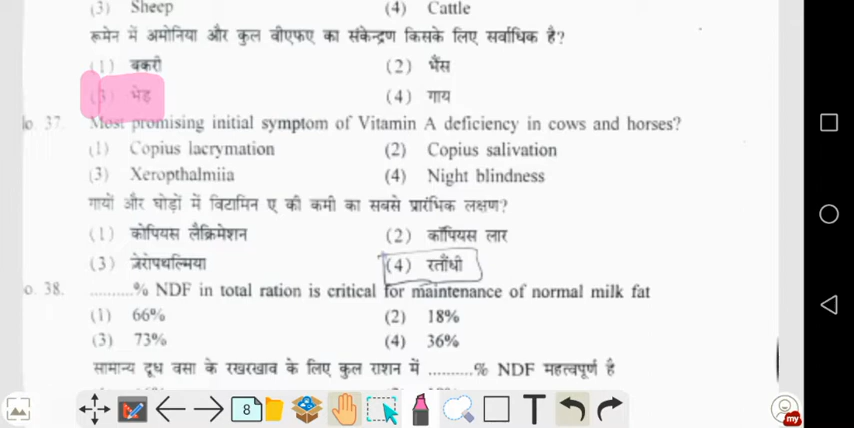 (3) Sheep (4) Cattle
रूमेन में अमोनिया और कुल वीएफए का संकेन्द्रण किसके लिए सर्वाधिक है?
(1) बकरी (2) भैंस
(3) भेड़ (4) गाय
o. 37. Most promising initial symptom of Vitamin A deficiency in cows and horses?
(1) Copius lacrymation (2) Copius salivation
(3) Xeropthalmiia (4) Night blindness
गायों और घोड़ों में विटामिन ए की कमी का सबसे प्रारंभिक लक्षण?
(1) कोपियस लैक्रिमेशन (2) कॉपियस लार
(3) ज़ेरोपथल्मिया (4) रतौंधी
o. 38. ..........% NDF in total ration is critical for maintenance of normal milk fat
(1) 66% (2) 18%
(3) 73% (4) 36%
सामान्य दूध वसा के रखरखाव के लिए कुल राशन में ..........% NDF महत्वपूर्ण है
8
T
my